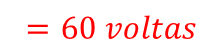 = 60 voltas